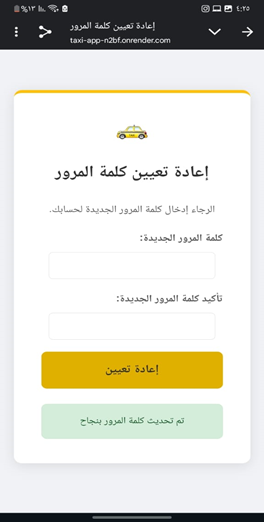 ٤:٢٥
٪١٣
إعادة تعيين كلمة المرور
taxi-app-n2bf.onrender.com
إعادة تعيين كلمة المرور
الرجاء إدخال كلمة المرور الجديدة لحسابك.
كلمة المرور الجديدة:
تأكيد كلمة المرور الجديدة:
إعادة تعيين
تم تحديث كلمة المرور بنجاح